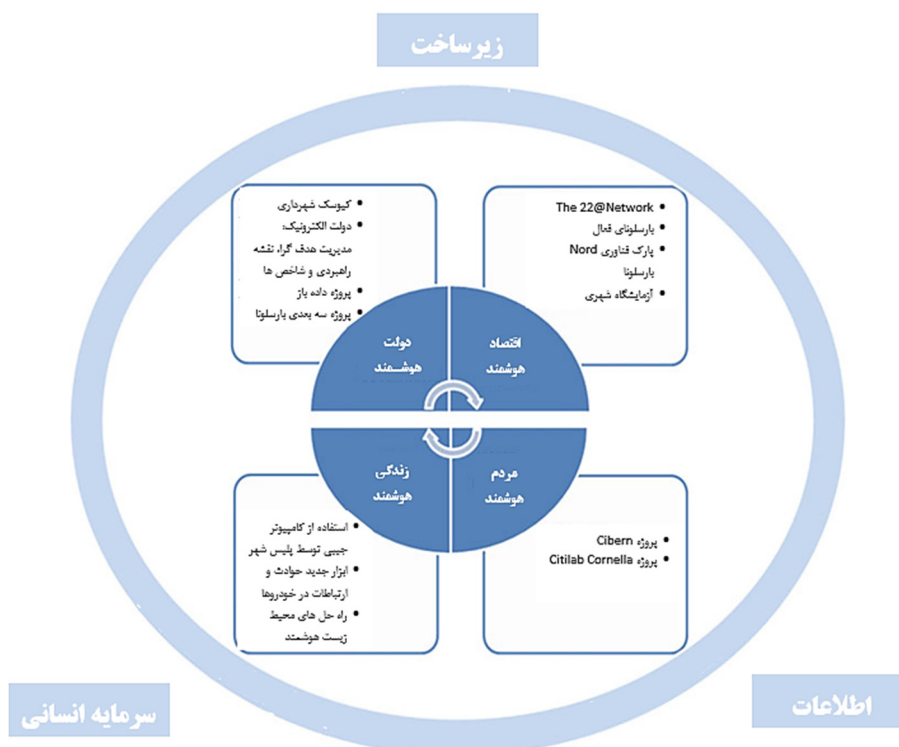 زیرساخت
The 22@Network
بارسلونای فعال
پارک فناوری Nord
بارسلونا
آزمایشگاه شهری
کیوسک شهرداری
دولت الکترونیک:
مدیریت هدف گرا، نقشه
راهبردی و شاخص ها
پروژه داده باز
پروژه سه بعدی بارسلونا
اقتصاد
هوشمند
دولت
هوشـمند
مردم
هوشمند
زندگی
هوشمند
پروژه Cibern
پروژه Citilab Cornella
استفاده از کامپیوتر
جیبی توسط پلیس شهر
ابزار جدید حوادث و
ارتباطات در خودروها
راه حل های محیط
زیست هوشمند
اطلاعات
سرمایه انسانی